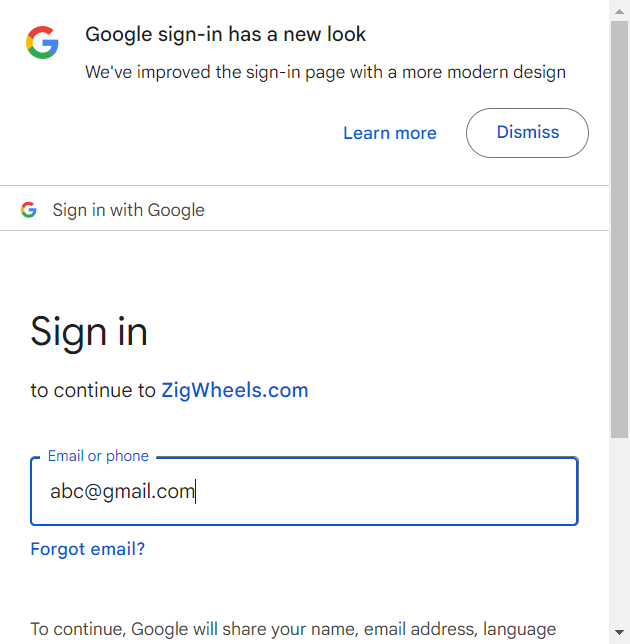 Google sign-in has a new look
We've improved the sign-in page with a more modern design
Learn more
Dismiss
Sign in with Google
Sign in
to continue to ZigWheels.com
Email or phone
abc@gmail.com
Forgot email?
To continue, Google will share your name, email address, language